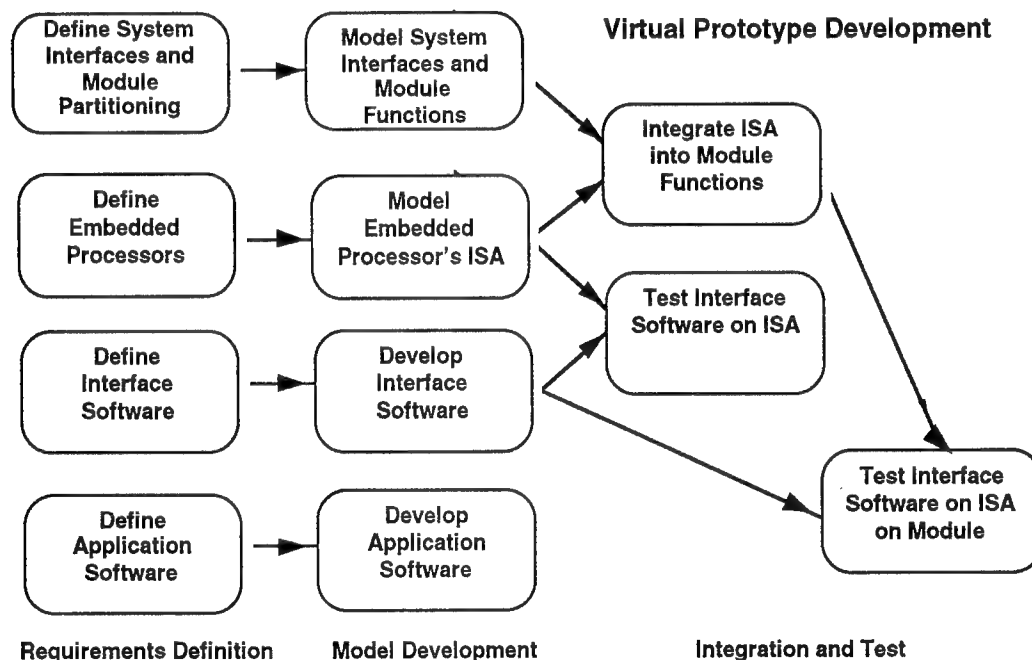 Virtual Prototype Development
Define System
Interfaces and
Module
Partitioning
Model System
Interfaces and
Module
Functions
Integrate ISA
into Module
Functions
Define
Embedded
Processors
Model
Embedded
Processor's ISA
Test Interface
Software on ISA
Define
Interface
Software
Develop
Interface
Software
Test Interface
Software on ISA
on Module
Define
Application
Software
Develop
Application
Software
Requirements Definition
Model Development
Integration and Test